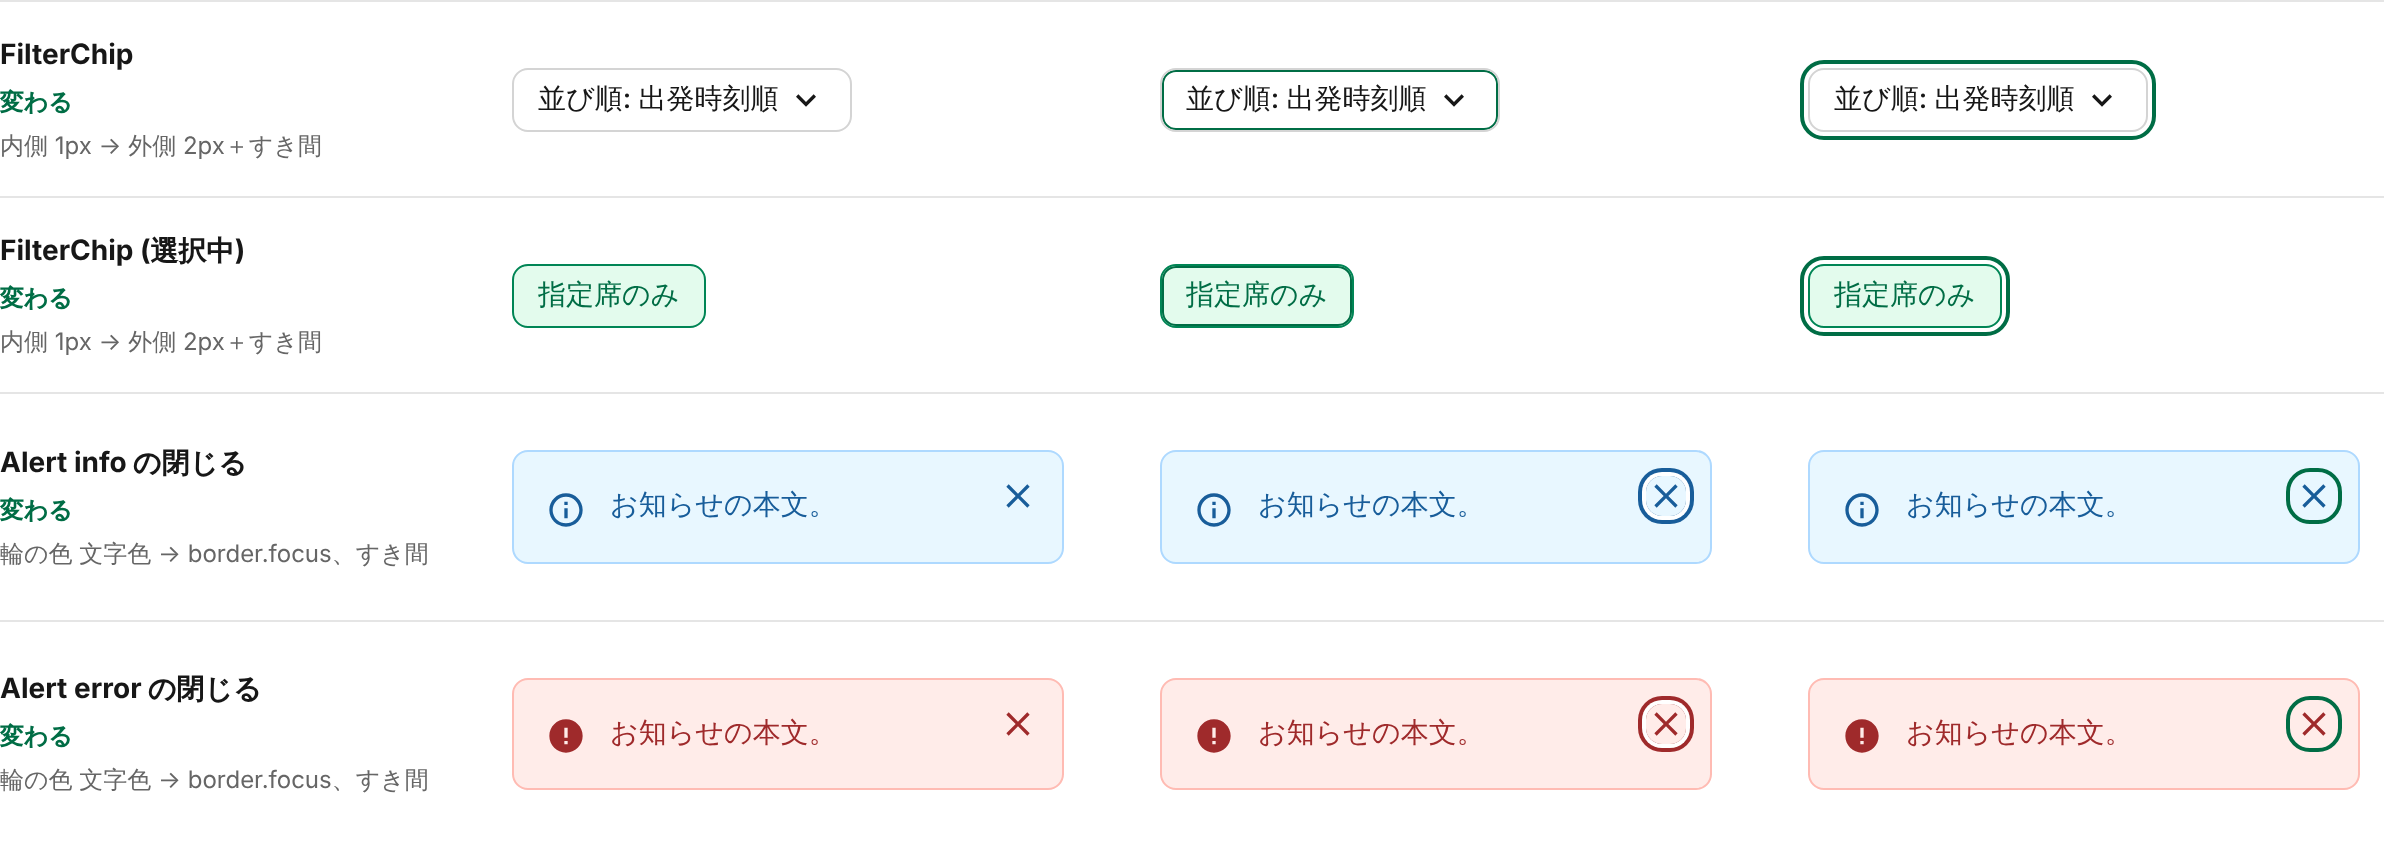 FilterChip
変わる
内側 1px → 外側 2px＋すき間
並び順: 出発時刻順
並び順: 出発時刻順
並び順: 出発時刻順
FilterChip (選択中)
変わる
内側 1px → 外側 2px＋すき間
指定席のみ
指定席のみ
指定席のみ
Alert info の閉じる
変わる
輪の色 文字色 → border.focus、すき間
お知らせの本文。
お知らせの本文。
お知らせの本文。
Alert error の閉じる
変わる
輪の色 文字色 → border.focus、すき間
お知らせの本文。
お知らせの本文。
お知らせの本文。